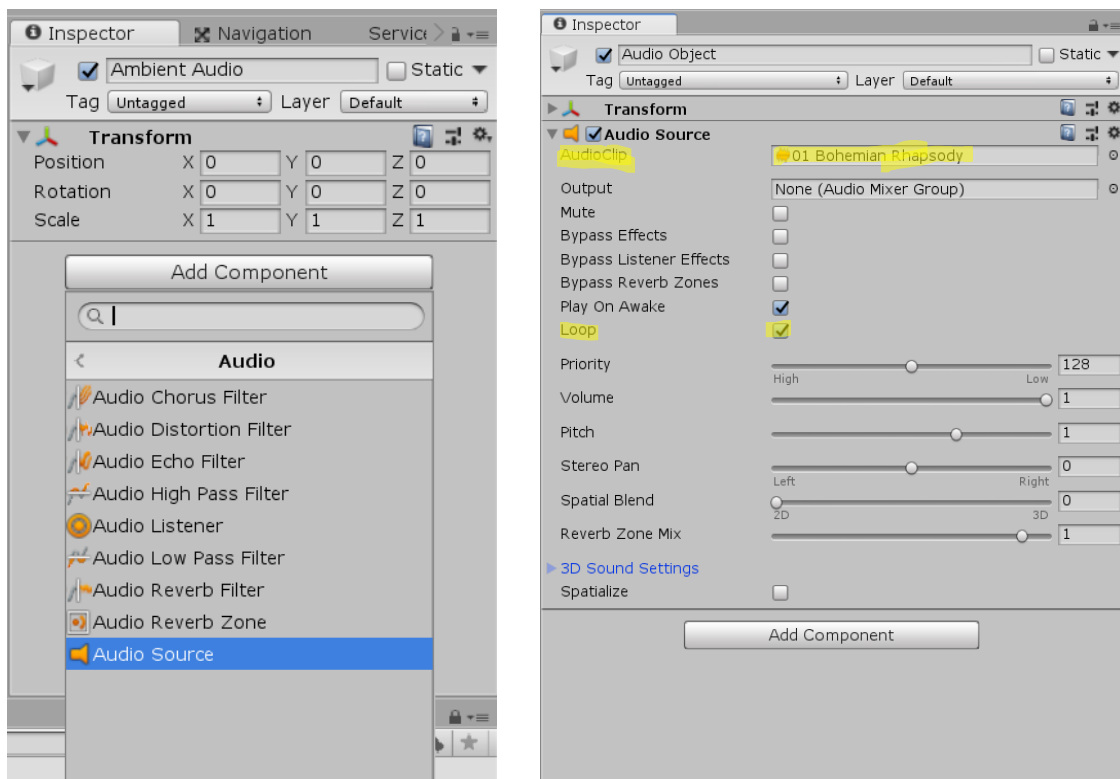 Inspector Navigation Service
Ambient Audio Static
Tag Untagged Layer Default
Transform
Position X 0 Y 0 Z 0
Rotation X 0 Y 0 Z 0
Scale X 1 Y 1 Z 1
Add Component
Audio
Audio Chorus Filter
Audio Distortion Filter
Audio Echo Filter
Audio High Pass Filter
Audio Listener
Audio Low Pass Filter
Audio Reverb Filter
Audio Reverb Zone
Audio Source
Inspector
Audio Object Static
Tag Untagged Layer Default
Transform
Audio Source
AudioClip 01 Bohemian Rhapsody
Output None (Audio Mixer Group)
Mute
Bypass Effects
Bypass Listener Effects
Bypass Reverb Zones
Play On Awake
Loop
Priority 128
High Low
Volume 1
Pitch 1
Stereo Pan 0
Left Right
Spatial Blend 0
2D 3D
Reverb Zone Mix 1
3D Sound Settings
Spatialize
Add Component